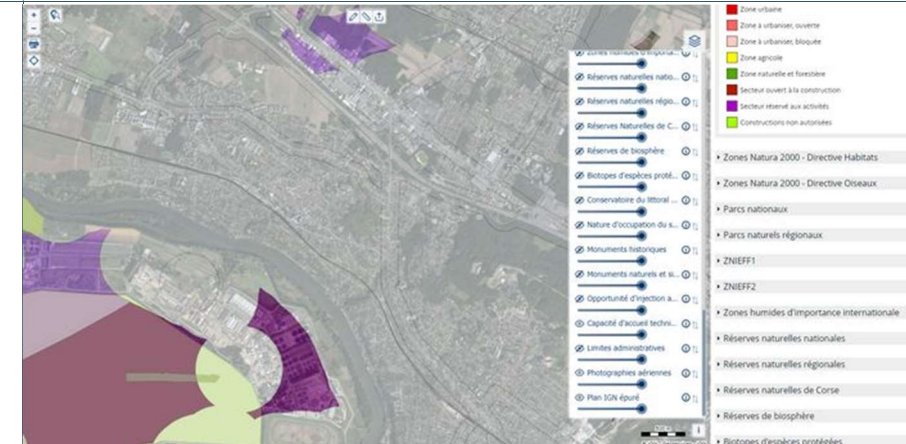 Zones humides d'importa...
Réserves naturelles natio...
Réserves naturelles régio...
Réserves Naturelles de C...
Réserves de biosphère
Biotopes d'espèces proté...
Conservatoire du littoral ...
Nature d'occupation du s...
Monuments historiques
Monuments naturels et si...
Opportunité d'injection a...
Capacité d'accueil techni...
Limites administratives
Photographies aériennes
Plan IGN épuré
Zone urbaine
Zone à urbaniser, ouverte
Zone à urbaniser, bloquée
Zone agricole
Zone naturelle et forestière
Secteur ouvert à la construction
Secteur réservé aux activités
Constructions non autorisées
Zones Natura 2000 - Directive Habitats
Zones Natura 2000 - Directive Oiseaux
Parcs nationaux
Parcs naturels régionaux
ZNIEFF1
ZNIEFF2
Zones humides d'importance internationale
Réserves naturelles nationales
Réserves naturelles régionales
Réserves naturelles de Corse
Réserves de biosphère
Biotopes d'espèces protégées